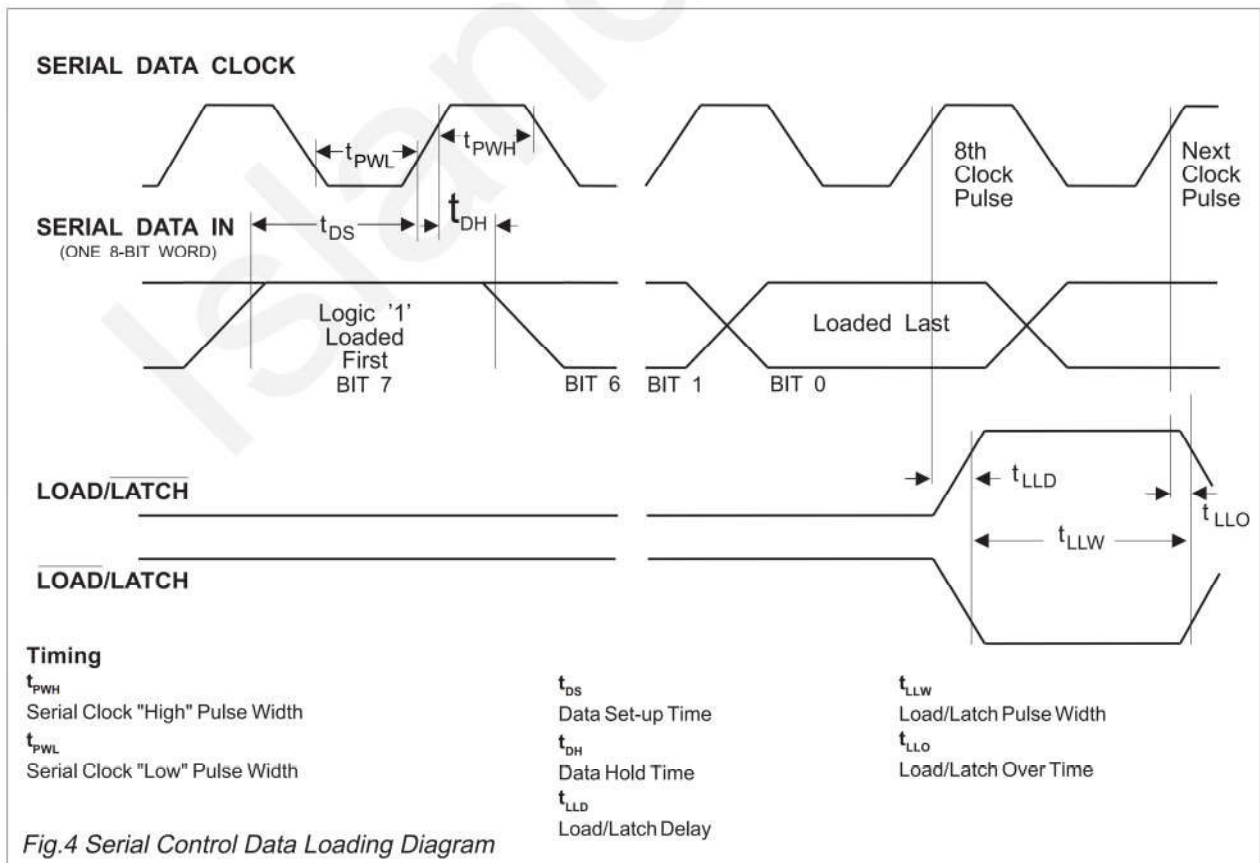 SERIAL DATA CLOCK
tPWL
tPWH
8th
Clock
Pulse
Next
Clock
Pulse
SERIAL DATA IN
(ONE 8-BIT WORD)
tDS
tDH
Logic '1'
Loaded
First
BIT 7
BIT 6
BIT 1
BIT 0
Loaded Last
LOAD/LATCH
tLLD
tLLO
tLLW
LOAD/LATCH
Timing
tPWH
Serial Clock "High" Pulse Width
tPWL
Serial Clock "Low" Pulse Width
tDS
Data Set-up Time
tDH
Data Hold Time
tLLD
Load/Latch Delay
tLLW
Load/Latch Pulse Width
tLLO
Load/Latch Over Time
Fig.4 Serial Control Data Loading Diagram